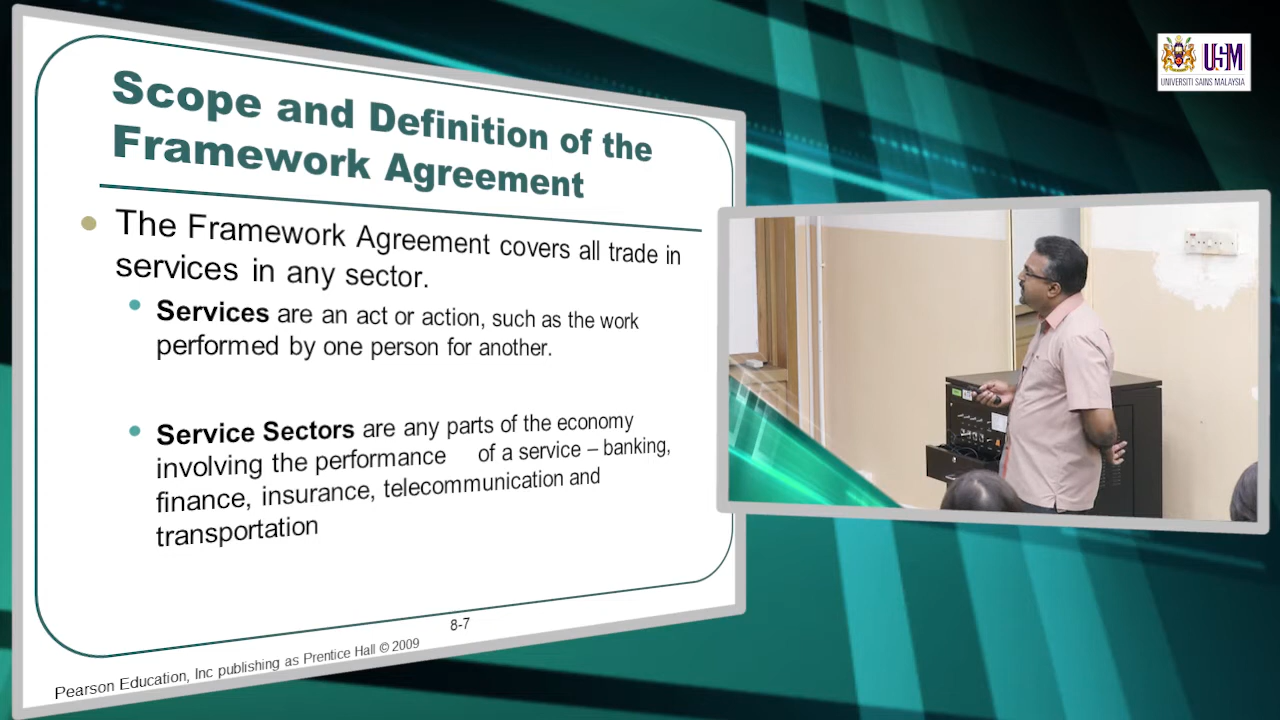 Scope and Definition of the
Framework Agreement
The Framework Agreement covers all trade in
services in any sector.
Services are an act or action, such as the work
performed by one person for another.
Service Sectors are any parts of the economy
involving the performance of a service – banking,
finance, insurance, telecommunication and
transportation
8-7
Pearson Education, Inc publishing as Prentice Hall © 2009
USM
UNIVERSITI SAINS MALAYSIA